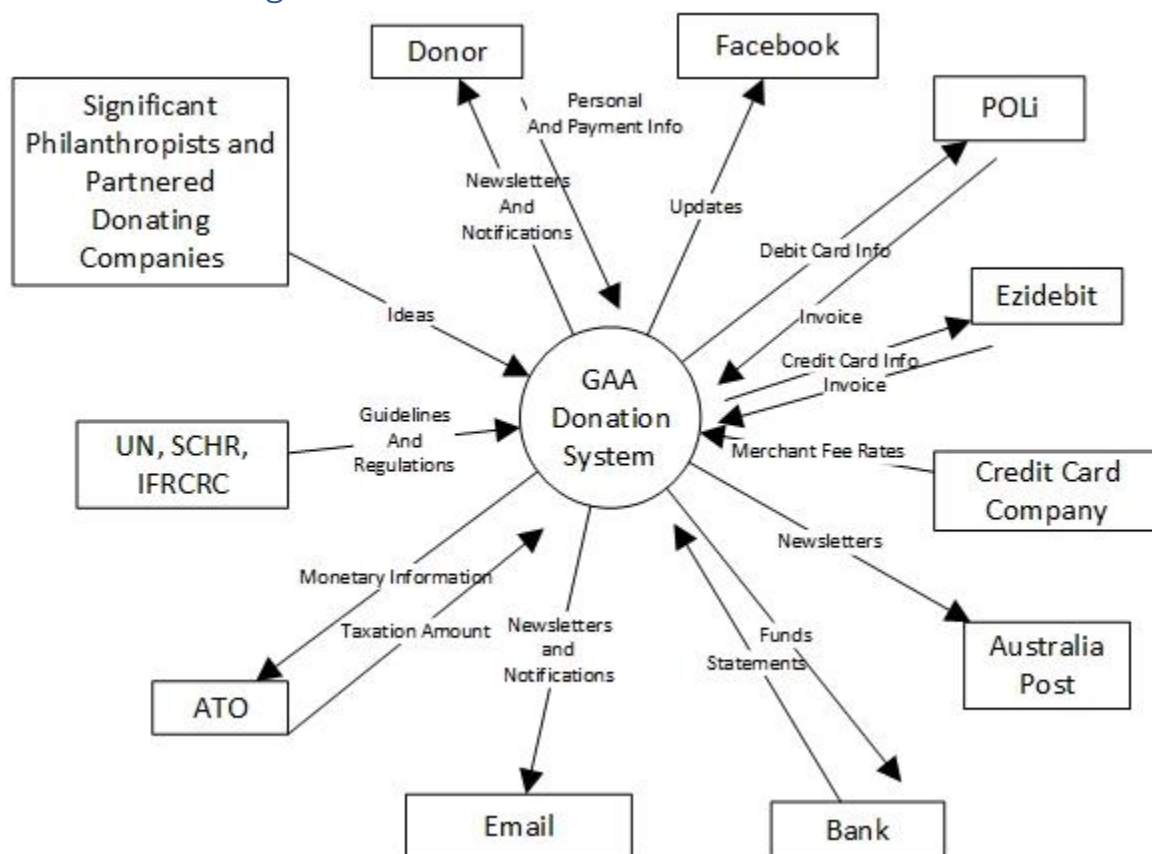 Donor
Facebook
Significant
Philanthropists and
Partnered
Donating
Companies
Personal
And Payment Info
POLi
Newsletters
And
Notifications
Updates
Debit Card Info
Ideas
Invoice
Ezidebit
Credit Card Info
Invoice
GAA
Donation
System
Guidelines
And
Regulations
UN, SCHR,
IFRCRC
Merchant Fee Rates
Credit Card
Company
Newsletters
Monetary Information
Taxation Amount
Newsletters
and
Notifications
Funds
Statements
Australia
Post
ATO
Email
Bank